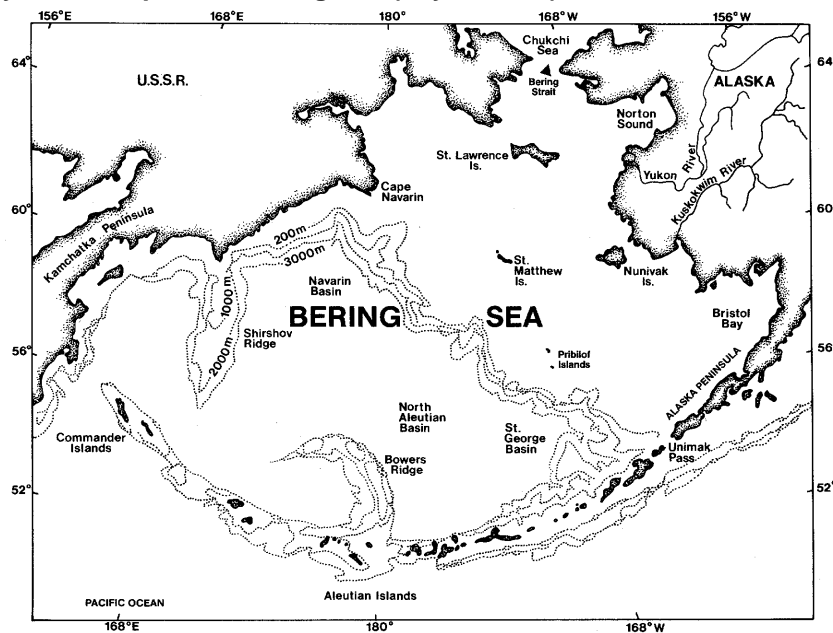 156°E
168°E
180°
168°W
156°W
64°
64
60°
60
56°
56
52°
52
Chukchi
Sea
Bering
Strait
U.S.S.R.
ALASKA
Norton
Sound
St. Lawrence
Is.
Yukon River
Kuskokwim River
Cape
Navarin
Kamchatka Peninsula
200m
3000m
1000m
2000m
Navarin
Basin
St.
Matthew
Is.
Nunivak
Is.
BERING SEA
Bristol
Bay
Shirshov
Ridge
Pribilof
Islands
ALASKA PENINSULA
North
Aleutian
Basin
St.
George
Basin
Commander
Islands
Bowers
Ridge
Unimak
Pass
Aleutian Islands
PACIFIC OCEAN
168°E
180°
168°W